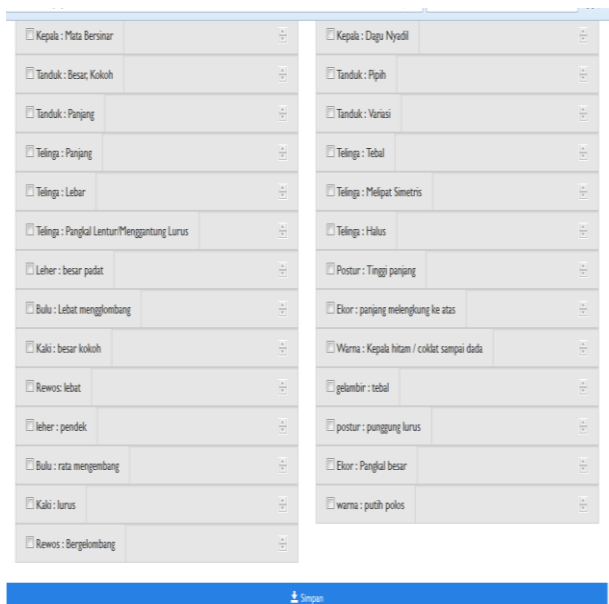 Kepala : Mata Bersinar
Tanduk : Besar, Kokoh
Tanduk : Panjang
Telinga : Panjang
Telinga : Lebar
Telinga : Pangkal Lentur/Menggantung Lurus
Leher : besar padat
Bulu : Lebat mengglombang
Kaki : besar kokoh
Rewos: lebat
leher : pendek
Bulu : rata mengembang
Kaki : lurus
Rewos : Bergelombang
Kepala : Dagu Nyadil
Tanduk : Pipih
Tanduk : Variasi
Telinga : Tebal
Telinga : Melipat Simetris
Telinga : Halus
Postur : Tinggi panjang
Ekor : panjang melengkung ke atas
Warna : Kepala hitam / coklat sampai dada
gelambir : tebal
postur : punggung lurus
Ekor : Pangkal besar
warna : putih polos
Simpan